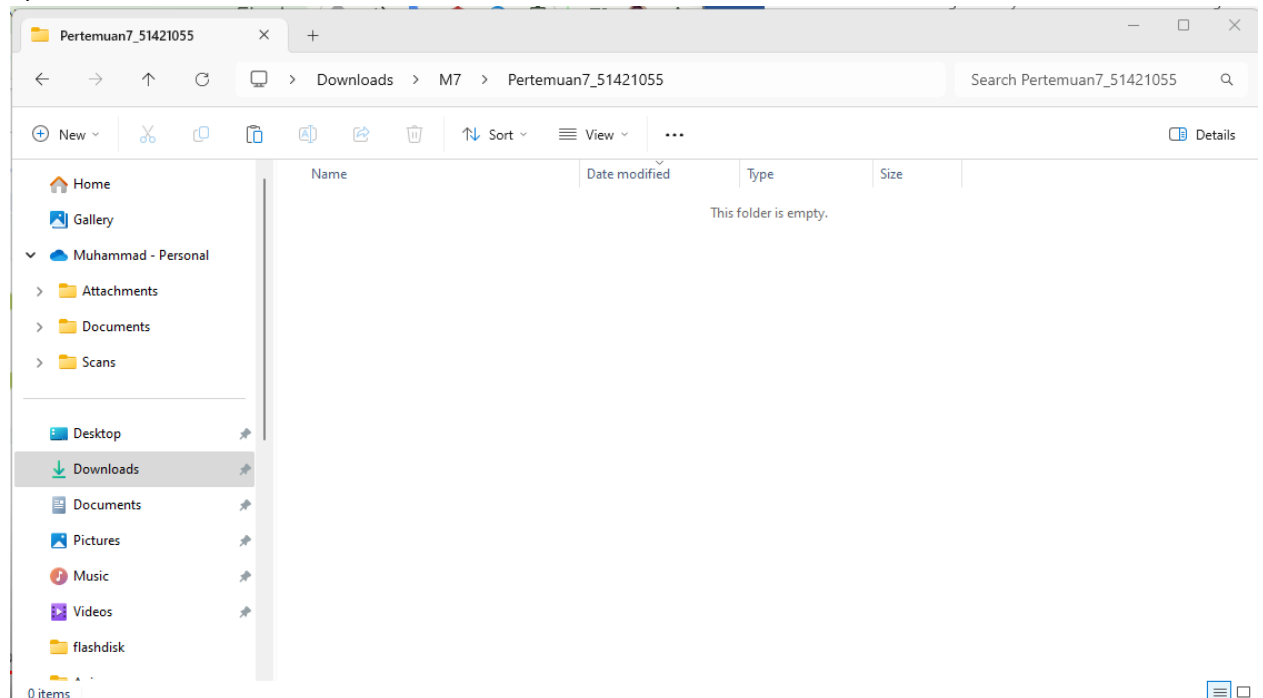 Pertemuan7_51421055
Downloads > M7 > Pertemuan7_51421055
Search Pertemuan7_51421055
New
Sort
View
Details
Name Date modified Type Size
This folder is empty.
Home
Gallery
Muhammad - Personal
Attachments
Documents
Scans
Desktop
Downloads
Documents
Pictures
Music
Videos
flashdisk
0 items